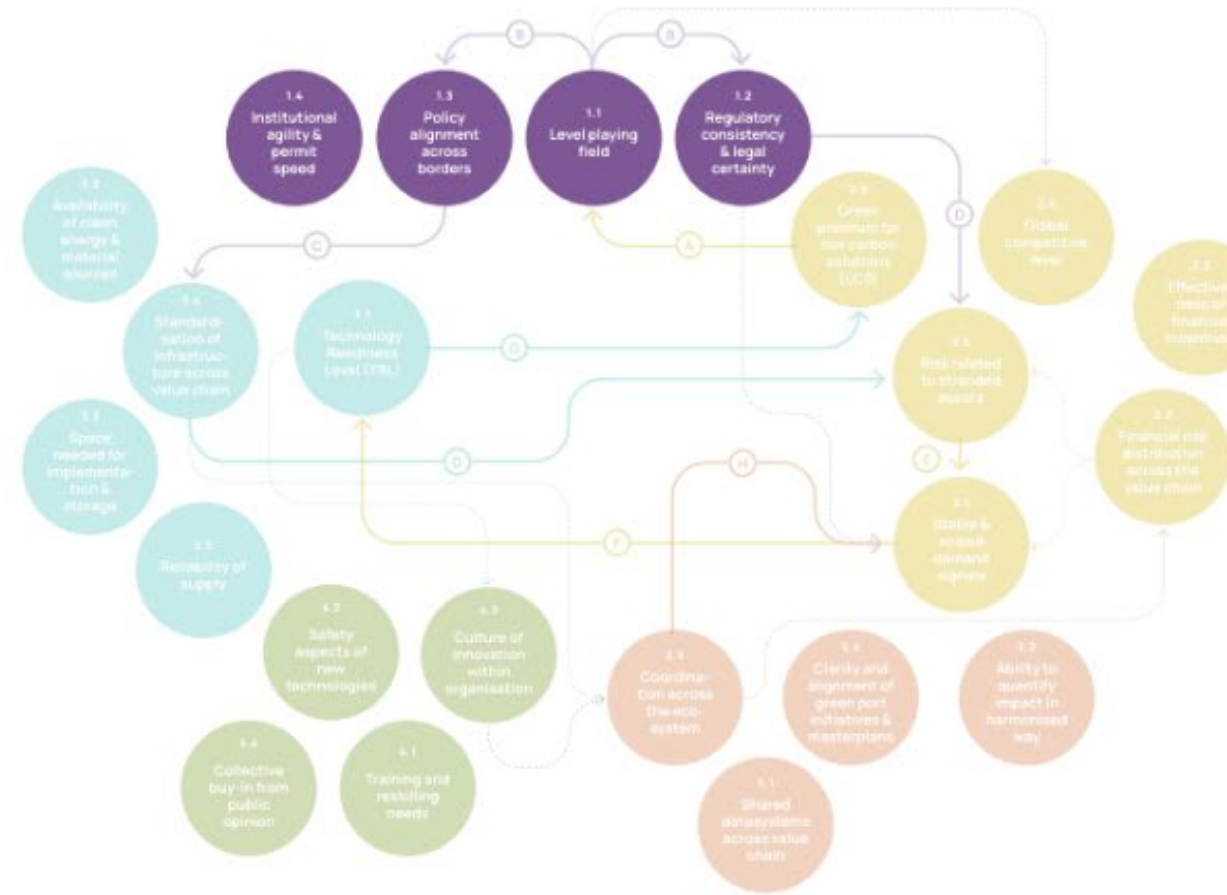 B
B
1.4
Institutional
agility &
permit
speed
1.3
Policy
alignment
across
borders
1.1
Level playing
field
1.2
Regulatory
consistency
& legal
certainty
Availability
of clean
energy &
material
sources
C
A
D
Green
premium for
low carbon
solutions
(LCS)
Global
competitive
level
Effective-
ness of
financial
incentives
Standardi-
sation of
infrastruc-
ture across
value chain
Technology
Readiness
Level (TRL)
D
Risk related
to stranded
assets
Space
needed for
implementa-
tion &
storage
G
H
E
Financial risk
distribution
across the
value chain
Reliability of
supply
F
Stable &
demand
signals
4.2
Safety
aspects of
new
technologies
4.3
Culture of
innovation
within
organisation
Coordina-
tion across
the eco-
system
Clarity and
alignment of
green port
initiatives &
masterplans
Ability to
quantify
impact in
harmonised
way
Collective
buy-in from
public
opinion
4.1
Training and
reskilling
needs
5.1
Shared
datasystems
across value
chain